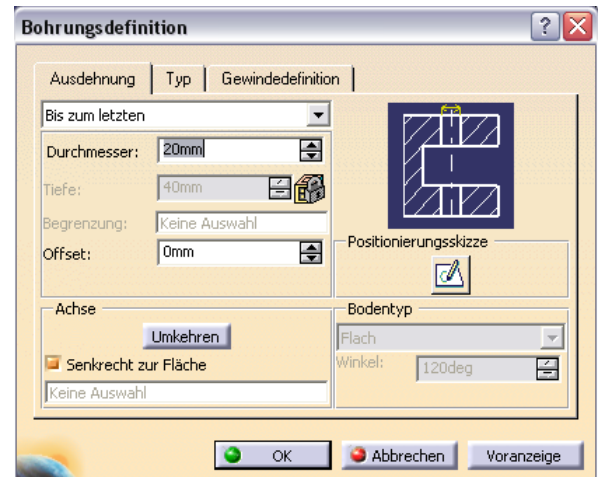 Bohrungsdefinition
Ausdehnung Typ Gewindedefinition
Bis zum letzten
Durchmesser: 20mm
Tiefe: 40mm
Begrenzung: Keine Auswahl
Offset: 0mm
Positionierungsskizze
Achse
Umkehren
Senkrecht zur Fläche
Keine Auswahl
Bodentyp
Flach
Winkel: 120deg
OK Abbrechen Voranzeige